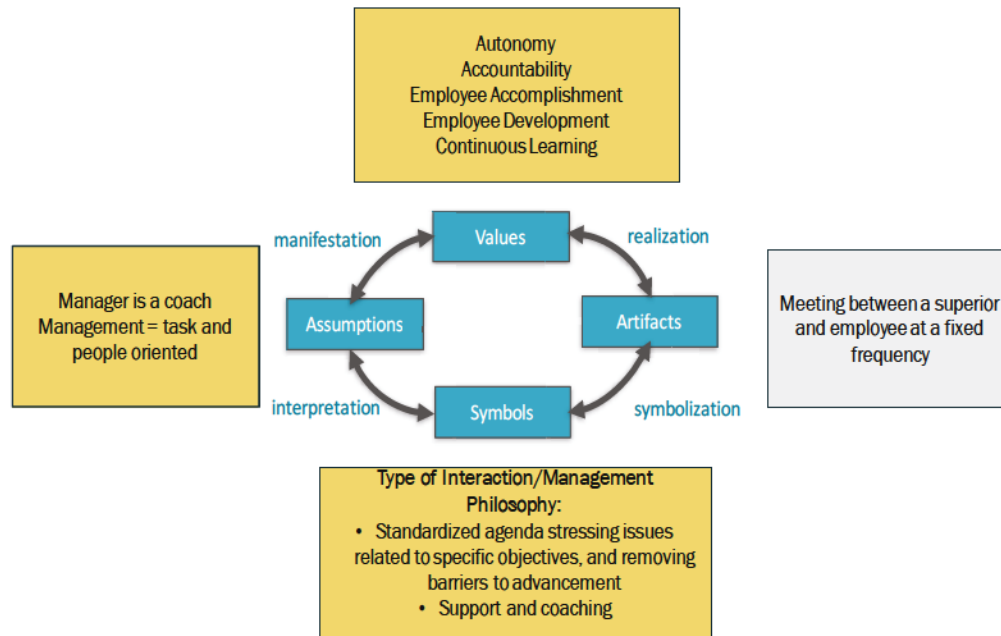 Autonomy
Accountability
Employee Accomplishment
Employee Development
Continuous Learning
manifestation
Values
realization
Manager is a coach
Management = task and
people oriented
Assumptions
Artifacts
Meeting between a superior
and employee at a fixed
frequency
interpretation
Symbols
symbolization
Type of Interaction/Management
Philosophy:
• Standardized agenda stressing issues
related to specific objectives, and removing
barriers to advancement
• Support and coaching